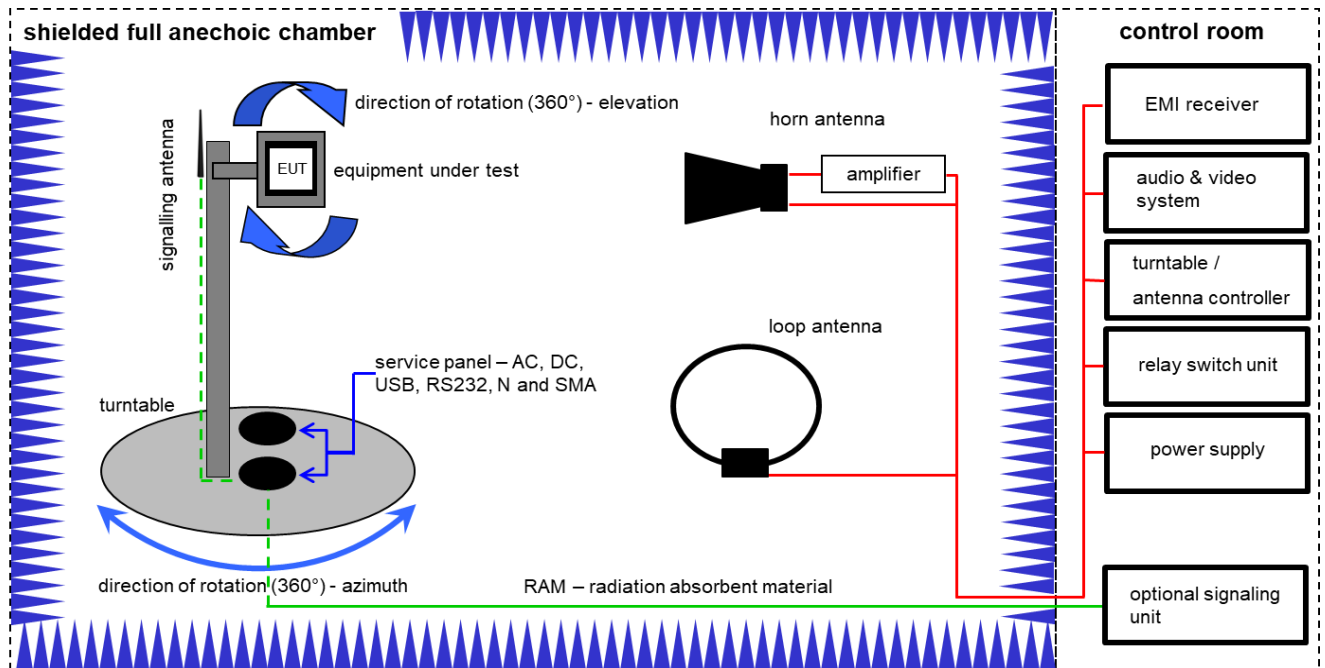 shielded full anechoic chamber
control room
direction of rotation (360°) - elevation
signalling antenna
EUT
equipment under test
horn antenna
amplifier
loop antenna
service panel – AC, DC,
USB, RS232, N and SMA
turntable
direction of rotation (360°) - azimuth
RAM – radiation absorbent material
EMI receiver
audio & video
system
turntable /
antenna controller
relay switch unit
power supply
optional signaling
unit